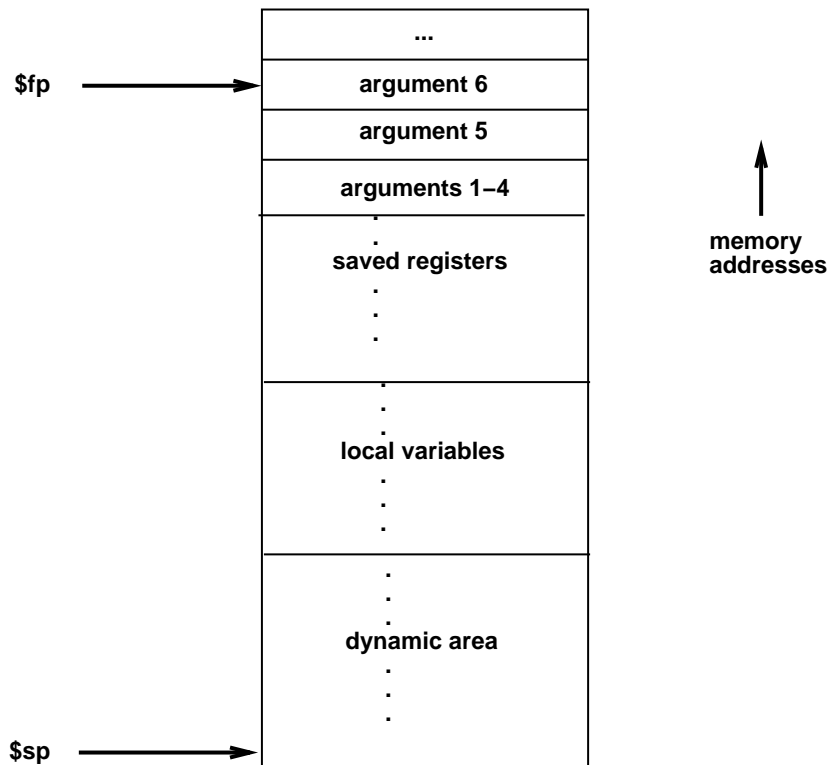 ...
$fp
argument 6
argument 5
arguments 1–4
saved registers
memory
addresses
local variables
dynamic area
$sp